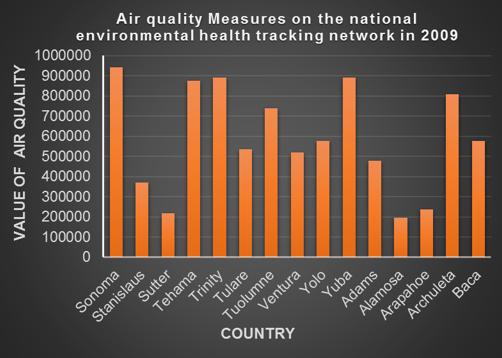 Air quality Measures on the national
environmental health tracking network in 2009
VALUE OF AIR QUALITY
1000000
900000
800000
700000
600000
500000
400000
300000
200000
100000
0
Sonoma
Stanislaus
Sutter
Tehama
Trinity
Tulare
Tuolumne
Ventura
Yolo
Yuba
Adams
Alamosa
Arapahoe
Archuleta
Baca
COUNTRY